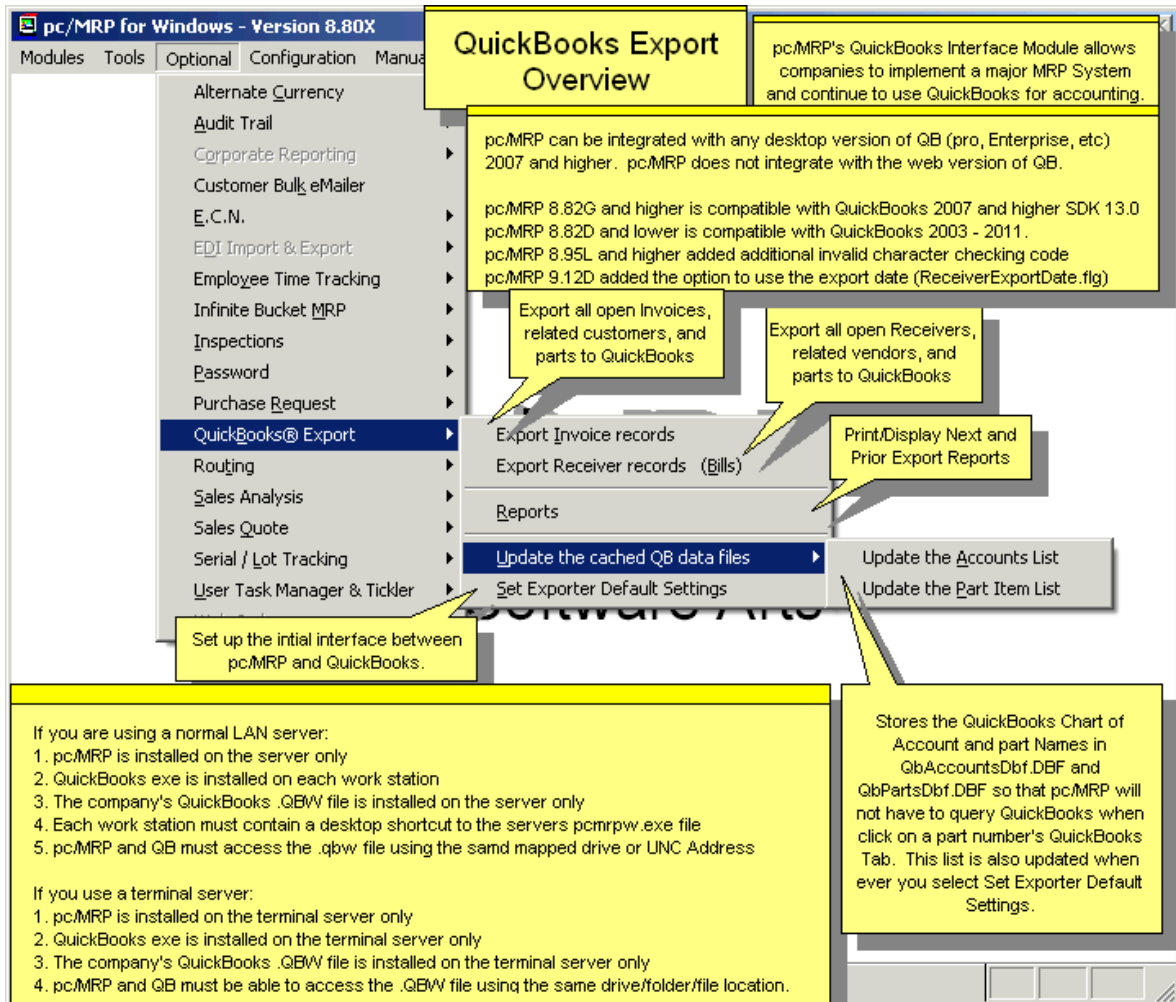 pc/MRP for Windows - Version 8.80X
Modules Tools Optional Configuration Manua
QuickBooks Export
Overview
pc/MRP's QuickBooks Interface Module allows
companies to implement a major MRP System
and continue to use QuickBooks for accounting.
pc/MRP can be integrated with any desktop version of QB (pro, Enterprise, etc)
2007 and higher. pc/MRP does not integrate with the web version of QB.
pc/MRP 8.82G and higher is compatible with QuickBooks 2007 and higher SDK 13.0
pc/MRP 8.82D and lower is compatible with QuickBooks 2003 - 2011.
pc/MRP 8.95L and higher added additional invalid character checking code
pc/MRP 9.12D added the option to use the export date (ReceiverExportDate.flg)
Alternate Currency
Audit Trail
Corporate Reporting
Customer Bulk eMailer
E.C.N.
EDI Import & Export
Employee Time Tracking
Infinite Bucket MRP
Inspections
Password
Purchase Request
QuickBooks® Export
Routing
Sales Analysis
Sales Quote
Serial / Lot Tracking
User Task Manager & Tickler
Export all open Invoices,
related customers, and
parts to QuickBooks
Export all open Receivers,
related vendors, and
parts to QuickBooks
Export Invoice records
Export Receiver records (Bills)
Reports
Update the cached QB data files
Set Exporter Default Settings
Print/Display Next and
Prior Export Reports
Update the Accounts List
Update the Part Item List
Software Arts
Set up the intial interface between
pc/MRP and QuickBooks.
If you are using a normal LAN server:
1. pc/MRP is installed on the server only
2. QuickBooks exe is installed on each work station
3. The company's QuickBooks .QBW file is installed on the server only
4. Each work station must contain a desktop shortcut to the servers pcmrpw.exe file
5. pc/MRP and QB must access the .qbw file using the samd mapped drive or UNC Address
If you use a terminal server:
1. pc/MRP is installed on the terminal server only
2. QuickBooks exe is installed on the terminal server only
3. The company's QuickBooks .QBW file is installed on the terminal server only
4. pc/MRP and QB must be able to access the .QBW file using the same drive/folder/file location.
Stores the QuickBooks Chart of
Account and part Names in
QbAccountsDbf.DBF and
QbPartsDbf.DBF so that pc/MRP will
not have to query QuickBooks when
click on a part number's QuickBooks
Tab. This list is also updated when
ever you select Set Exporter Default
Settings.